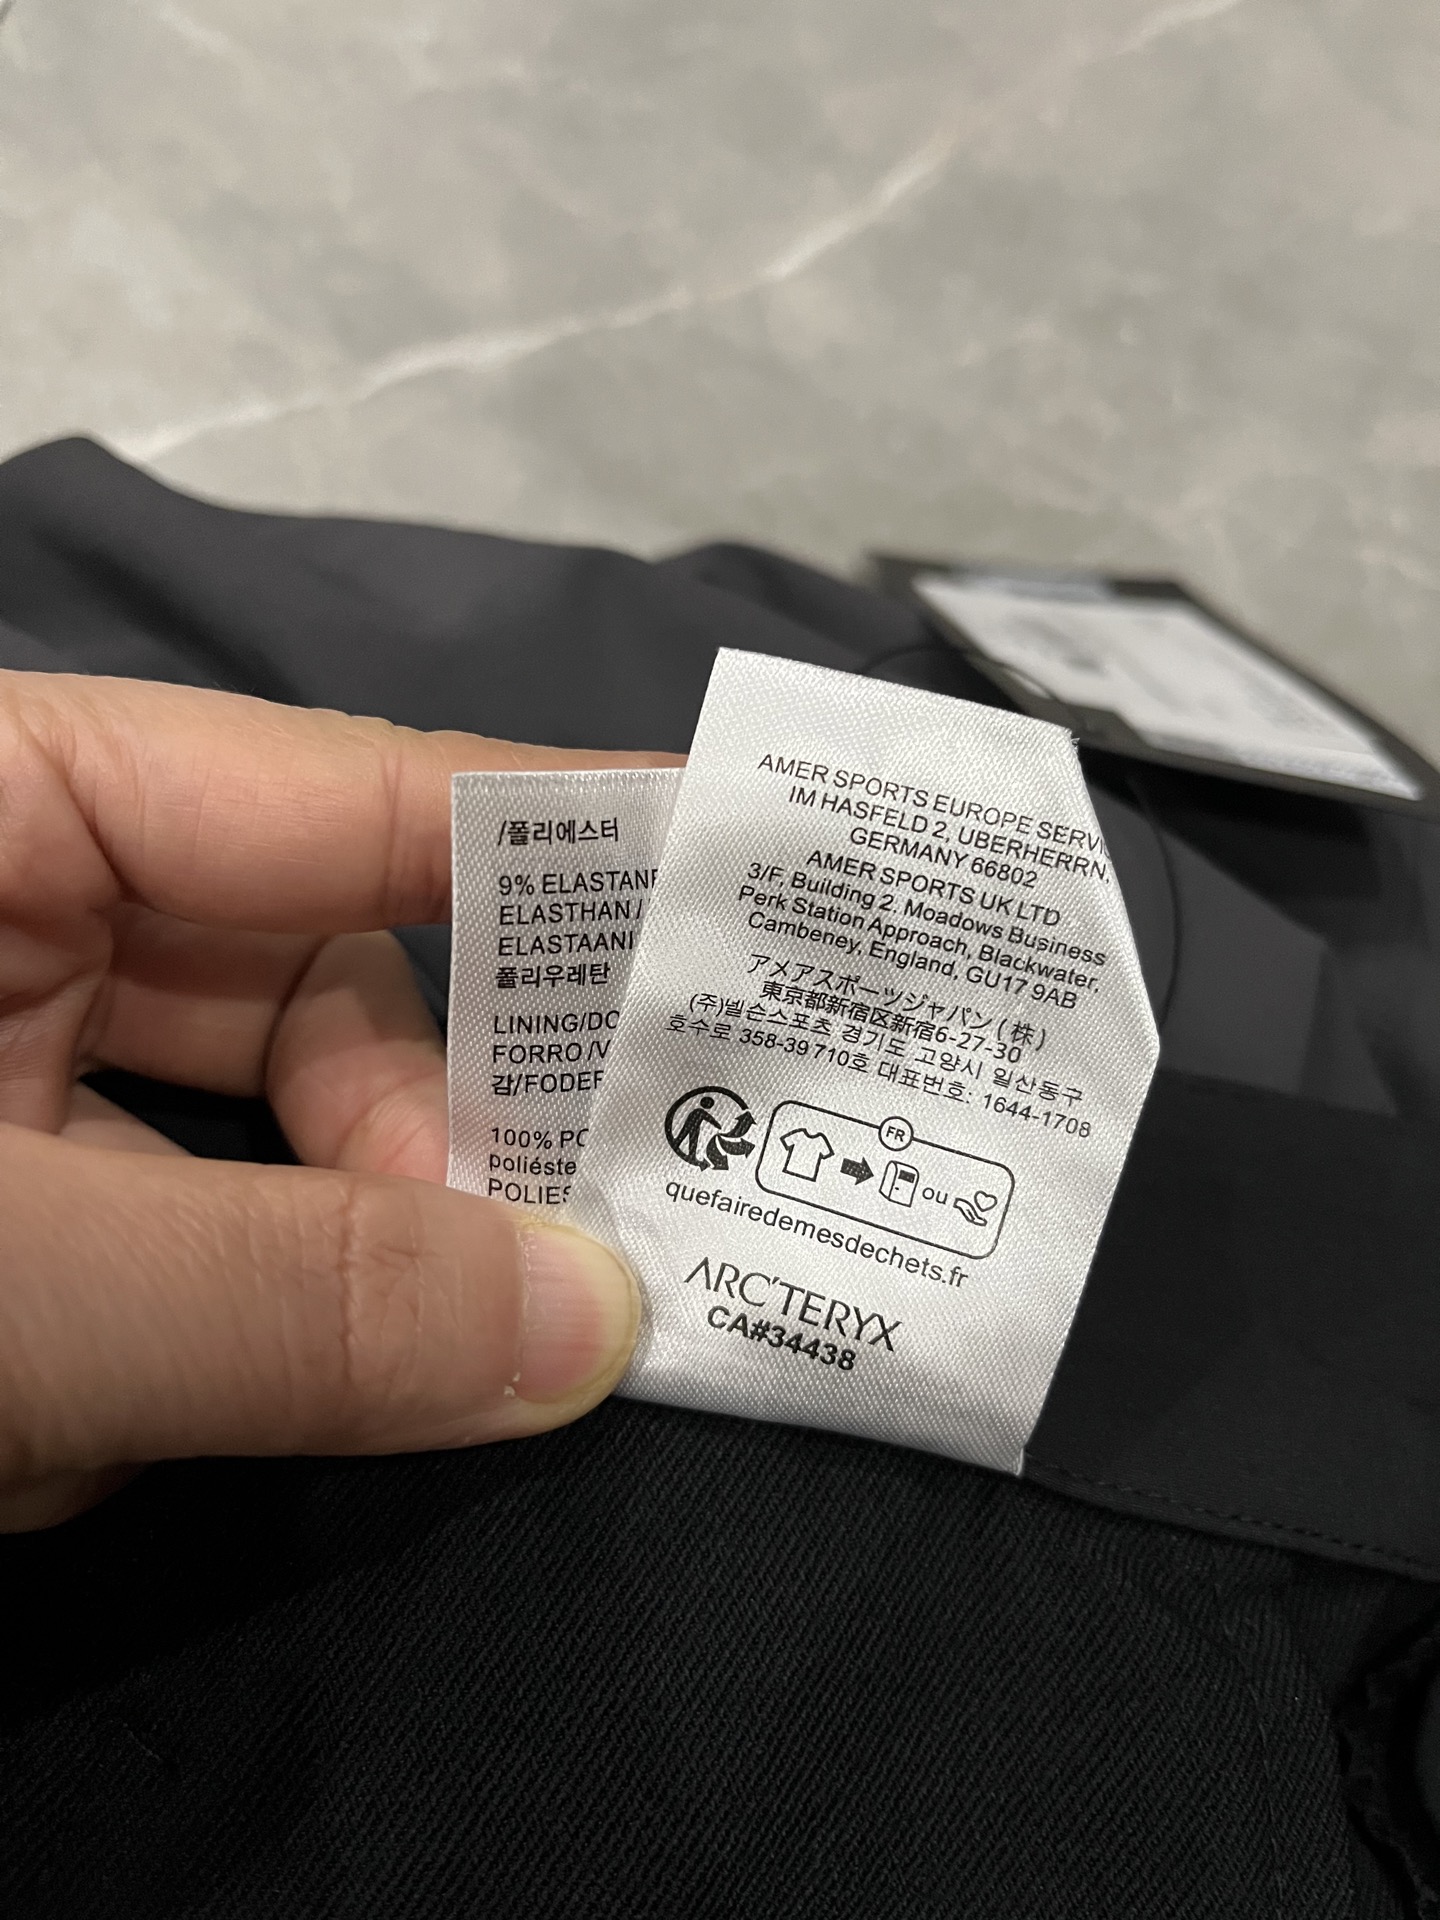 /폴리에스터
9% ELASTANE
ELASTHAN /
ELASTAANI
폴리우레탄
LINING/DO
FORRO /V
감/FODER
100% PO
poliéste
POLIES
AMER SPORTS EUROPE SERVI
IM HASFELD 2, UBERHERRN,
GERMANY 66802
AMER SPORTS UK LTD
3/F, Building 2. Moadows Business
Perk Station Approach, Blackwater,
Cambeney, England, GU17 9AB
アメアスポーツジャパン (株)
東京都新宿区新宿6-27-30
(주)넬슨스포츠 경기도 고양시 일산동구
호수로 358-39 710호 대표번호: 1644-1708
FR
ou
quefairedemesdechets.fr
ARC'TERYX
CA#34438